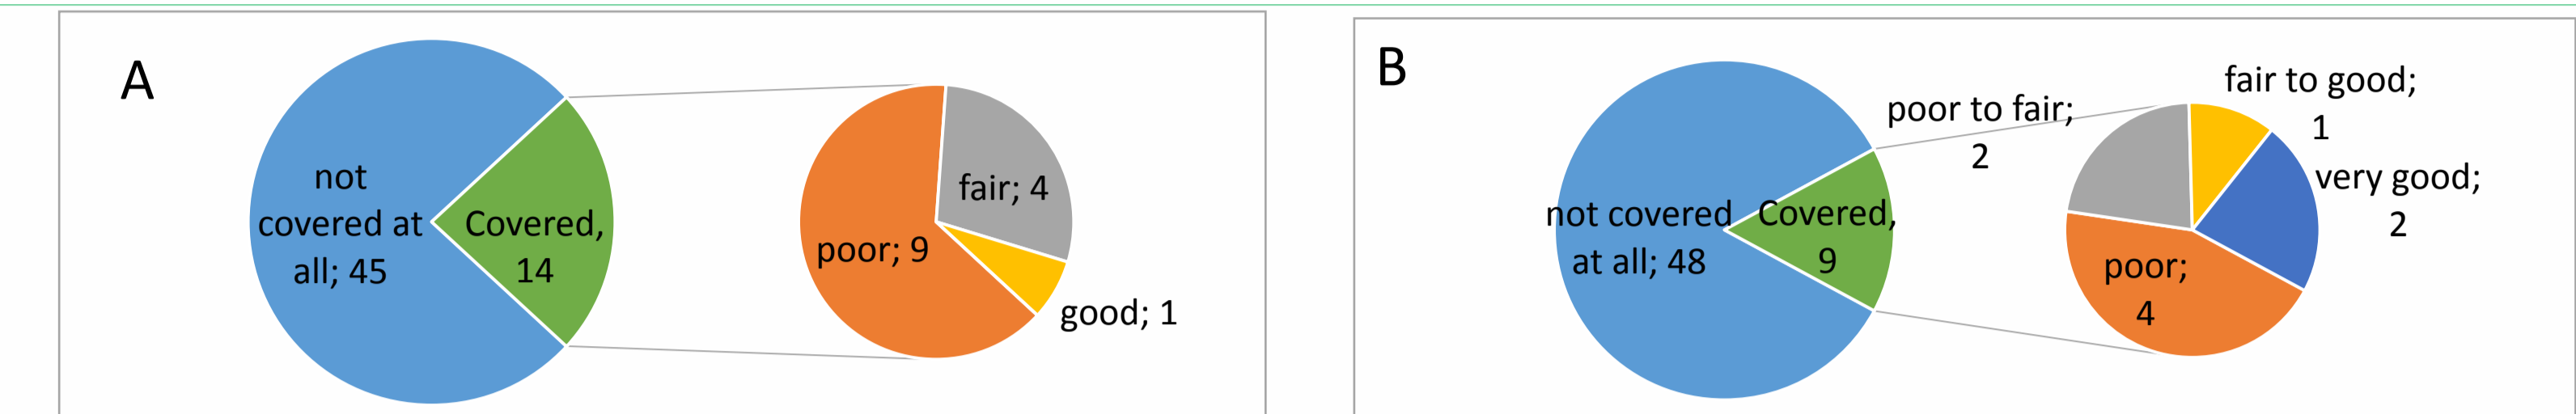 A
not
covered at
all; 45
Covered,
14
poor; 9
fair; 4
good; 1
B
not covered
at all; 48
Covered,
9
poor to fair;
2
fair to good;
1
very good;
2
poor;
4